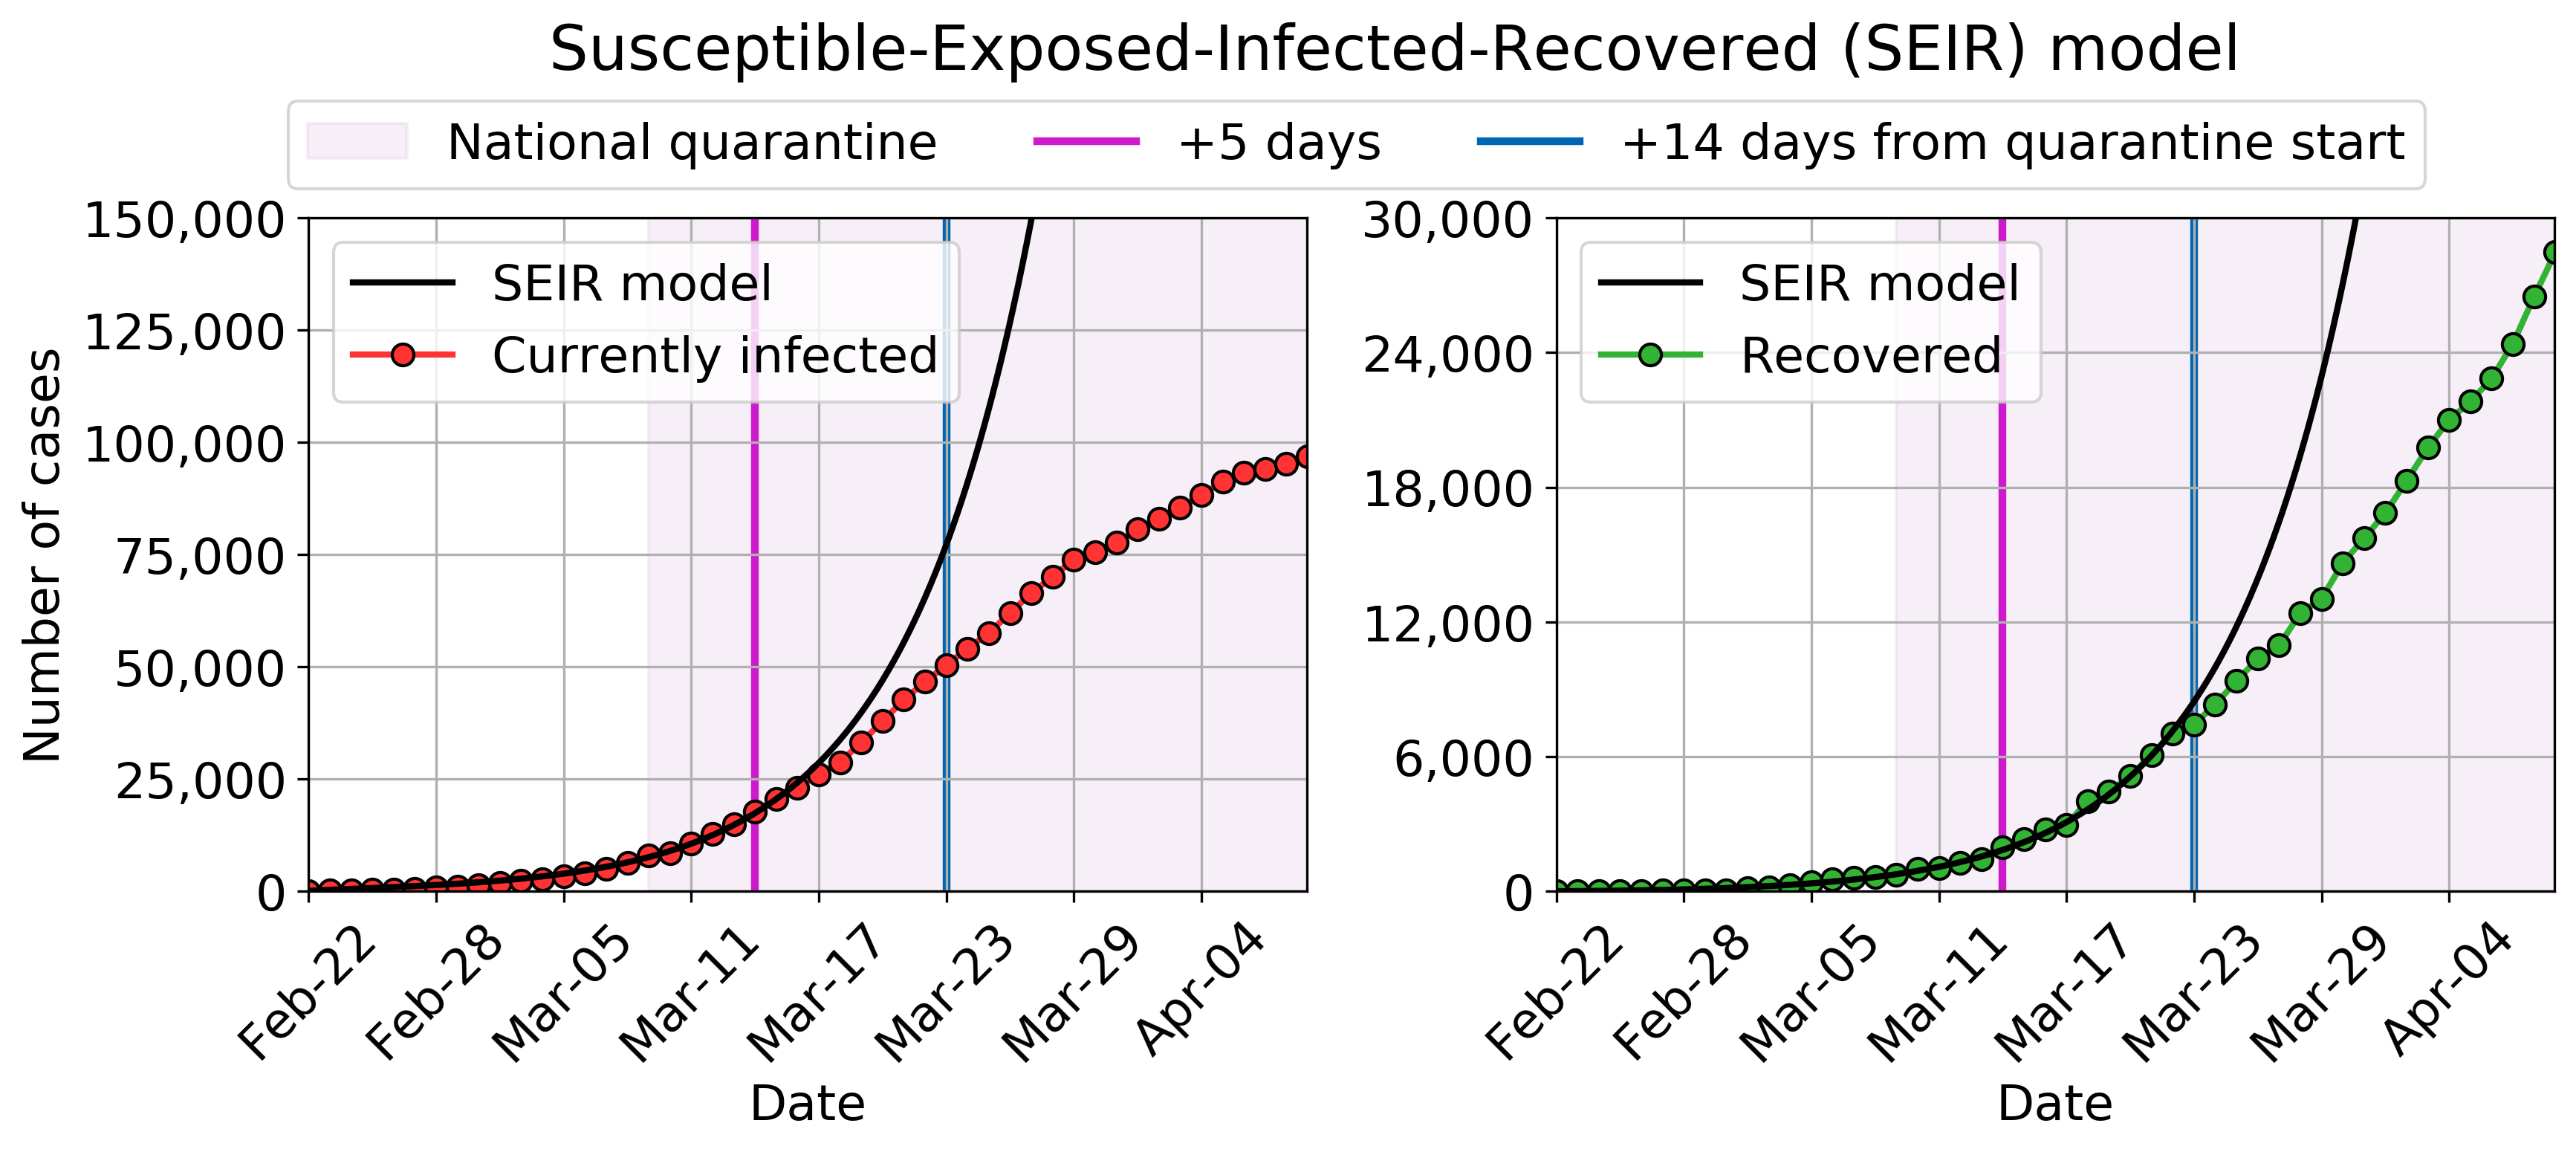 Susceptible-Exposed-Infected-Recovered (SEIR) model
National quarantine
+5 days
+14 days from quarantine start
150,000
125,000
100,000
75,000
50,000
25,000
0
Number of cases
SEIR model
Currently infected
Feb-22
Feb-28
Mar-05
Mar-11
Mar-17
Mar-23
Mar-29
Apr-04
Date
30,000
24,000
18,000
12,000
6,000
0
SEIR model
Recovered
Feb-22
Feb-28
Mar-05
Mar-11
Mar-17
Mar-23
Mar-29
Apr-04
Date